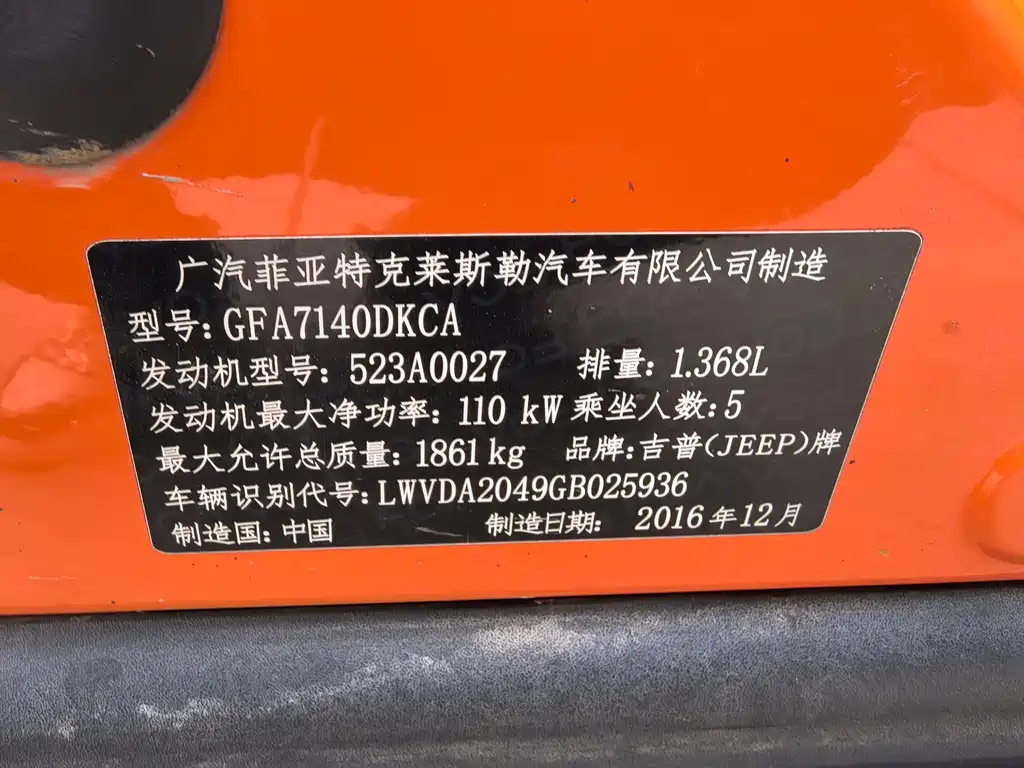 广汽菲亚特克莱斯勒汽车有限公司制造
型号: GFA7140DKCA
发动机型号: 523A0027 排量: 1.368L
发动机最大净功率: 110 kW 乘坐人数: 5
最大允许总质量: 1861 kg 品牌: 吉普(JEEP)牌
车辆识别代号: LWVDA2049GB025936
制造国: 中国 制造日期: 2016年12月